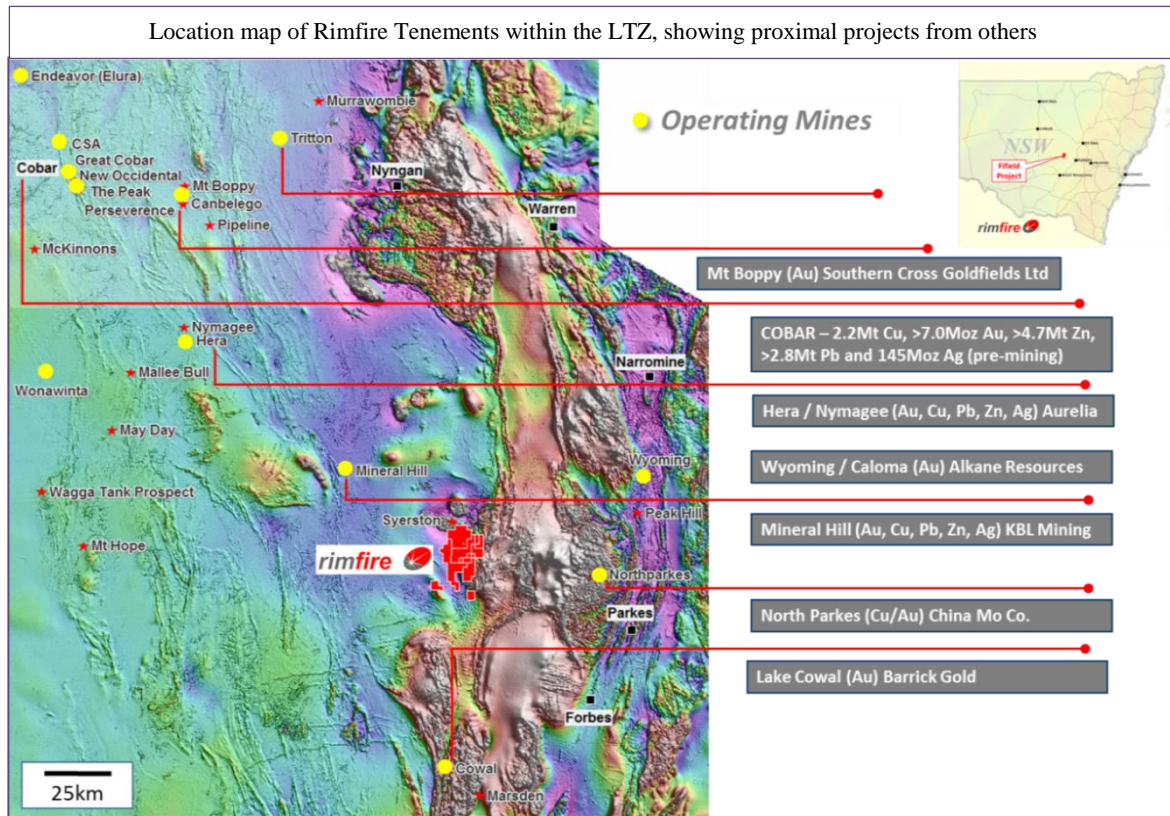 Location map of Rimfire Tenements within the LTZ, showing proximal projects from others
Endeavor (Elura)
Murrawombie
Operating Mines
CSA
Tritton
Great Cobar
Cobar
New Occidental
The Peak
Mt Boppy
Perseverence
Canbelego
Nyngan
Warren
Pipeline
McKinnons
NSW
Fifield
Project
rimfire
Mt Boppy (Au) Southern Cross Goldfields Ltd
COBAR – 2.2Mt Cu, >7.0Moz Au, >4.7Mt Zn,
>2.8Mt Pb and 145Moz Ag (pre-mining)
Nymagee
Hera
Narromine
Wonawinta
Mallee Bull
Hera / Nymagee (Au, Cu, Pb, Zn, Ag) Aurelia
May Day
Wyoming
Wyoming / Caloma (Au) Alkane Resources
Mineral Hill
Wagga Tank Prospect
Peak Hill
Syerston
Mineral Hill (Au, Cu, Pb, Zn, Ag) KBL Mining
Mt Hope
rimfire
Northparkes
Parkes
North Parkes (Cu/Au) China Mo Co.
Lake Cowal (Au) Barrick Gold
Forbes
Cowal
Marsden
25km